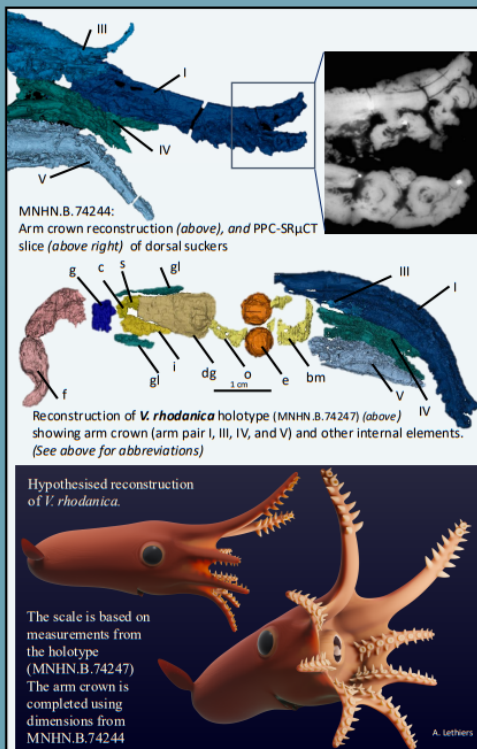 III
I
IV
V
MNHN.B.74244:
Arm crown reconstruction (above), and PPC-SRµCT
slice (above right) of dorsal suckers
g
c
s
gl
III
I
f
gl
i
dg
o
e
bm
V
IV
1 cm
Reconstruction of V. rhodanica holotype (MNHN.B.74247) (above)
showing arm crown (arm pair I, III, IV, and V) and other internal elements.
(See above for abbreviations)
Hypothesised reconstruction
of V. rhodanica.
The scale is based on
measurements from
the holotype
(MNHN.B.74247)
The arm crown is
completed using
dimensions from
MNHN.B.74244
A. Lethiers